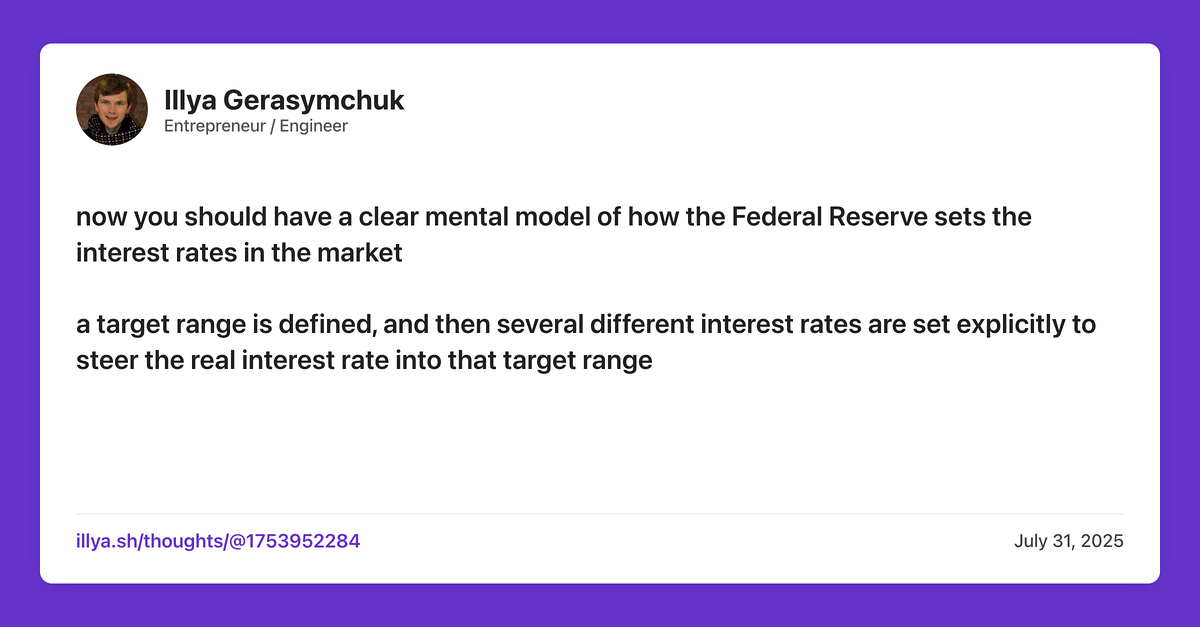 Illya Gerasymchuk
Entrepreneur / Engineer
now you should have a clear mental model of how the Federal Reserve sets the
interest rates in the market
a target range is defined, and then several different interest rates are set explicitly to
steer the real interest rate into that target range
illya.sh/thoughts/@1753952284
July 31, 2025